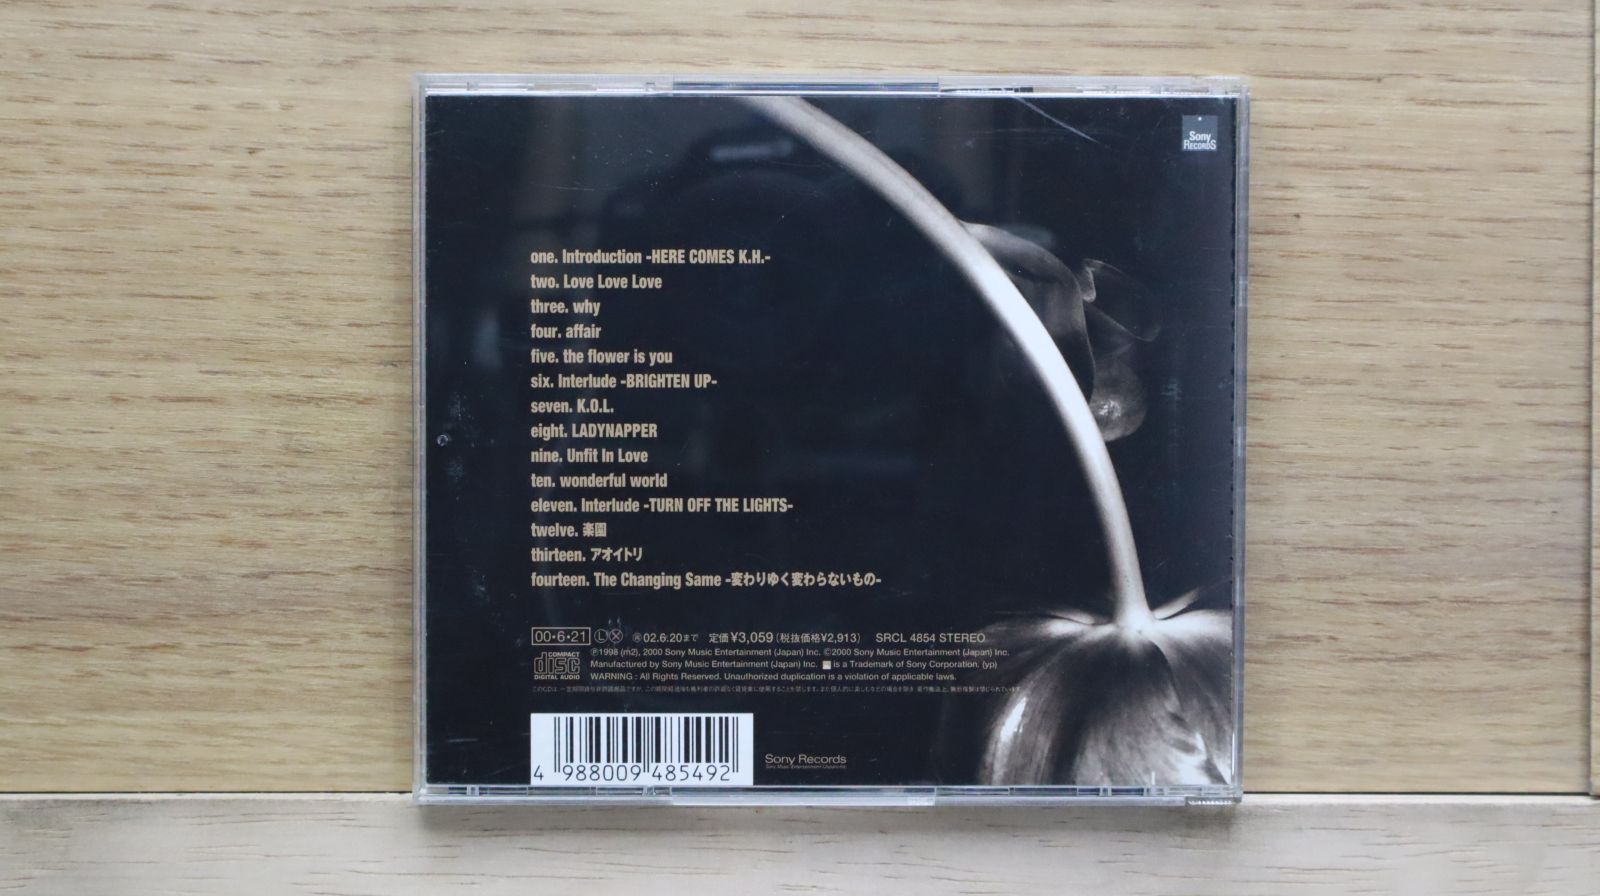 Sony
RECORDS
one. Introduction -HERE COMES K.H.-
two. Love Love Love
three. why
four. affair
five. the flower is you
six. Interlude -BRIGHTEN UP-
seven. K.O.L.
eight. LADYNAPPER
nine. Unfit In Love
ten. wonderful world
eleven. Interlude -TURN OFF THE LIGHTS-
twelve. 楽園
thirteen. アオイトリ
fourteen. The Changing Same -変わりゆく変わらないもの-
00•6•21 Ⓛ 02.6.20まで 定価¥3,059(税抜価格¥2,913) SRCL 4854 STEREO
COMPACT disc DIGITAL AUDIO
℗1998 (m2), 2000 Sony Music Entertainment (Japan) Inc. ©2000 Sony Music Entertainment (Japan) Inc.
Manufactured by Sony Music Entertainment (Japan) Inc. is a Trademark of Sony Corporation. (yp)
WARNING : All Rights Reserved. Unauthorized duplication is a violation of applicable laws.
4 988009 485492
Sony Records
Sony Music Entertainment (Japan) Inc.